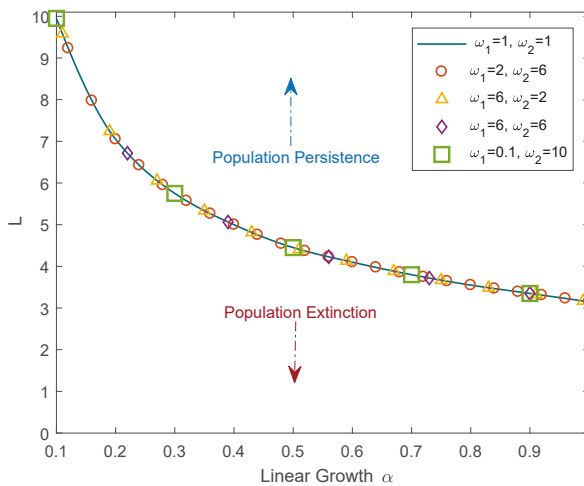 10
9
8
7
6
5
4
3
2
1
0
L
ω₁=1, ω₂=1
ω₁=2, ω₂=6
ω₁=6, ω₂=2
ω₁=6, ω₂=6
ω₁=0.1, ω₂=10
Population Persistence
Population Extinction
0.1 0.2 0.3 0.4 0.5 0.6 0.7 0.8 0.9
Linear Growth α